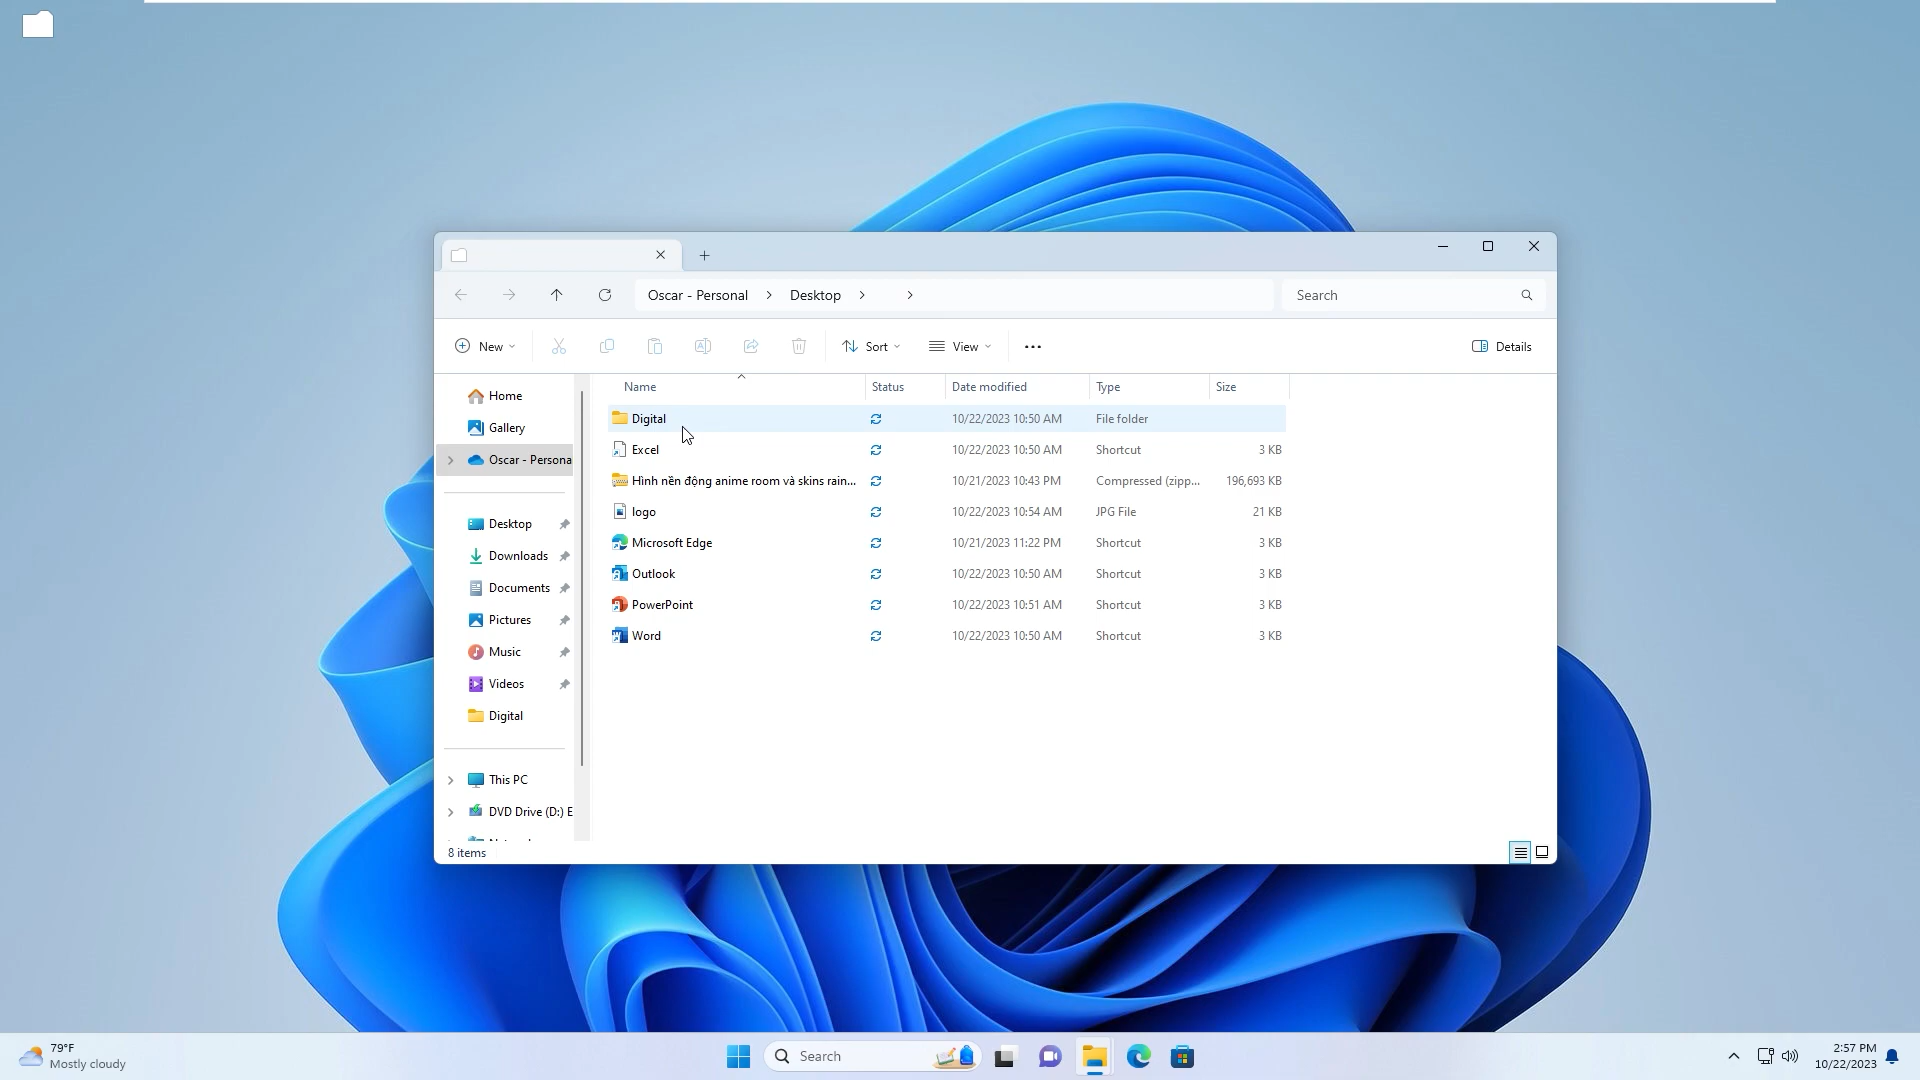 Oscar - Personal > Desktop > >
Search
New
Sort
View
Details
Name Status Date modified Type Size
Home
Gallery
Oscar - Persona
Desktop
Downloads
Documents
Pictures
Music
Videos
Digital
This PC
DVD Drive (D:) E
Digital 10/22/2023 10:50 AM File folder
Excel 10/22/2023 10:50 AM Shortcut 3 KB
Hình nền động anime room và skins rain... 10/21/2023 10:43 PM Compressed (zipp... 196,693 KB
logo 10/22/2023 10:54 AM JPG File 21 KB
Microsoft Edge 10/21/2023 11:22 PM Shortcut 3 KB
Outlook 10/22/2023 10:50 AM Shortcut 3 KB
PowerPoint 10/22/2023 10:51 AM Shortcut 3 KB
Word 10/22/2023 10:50 AM Shortcut 3 KB
8 items
79°F
Mostly cloudy
Search
2:57 PM
10/22/2023